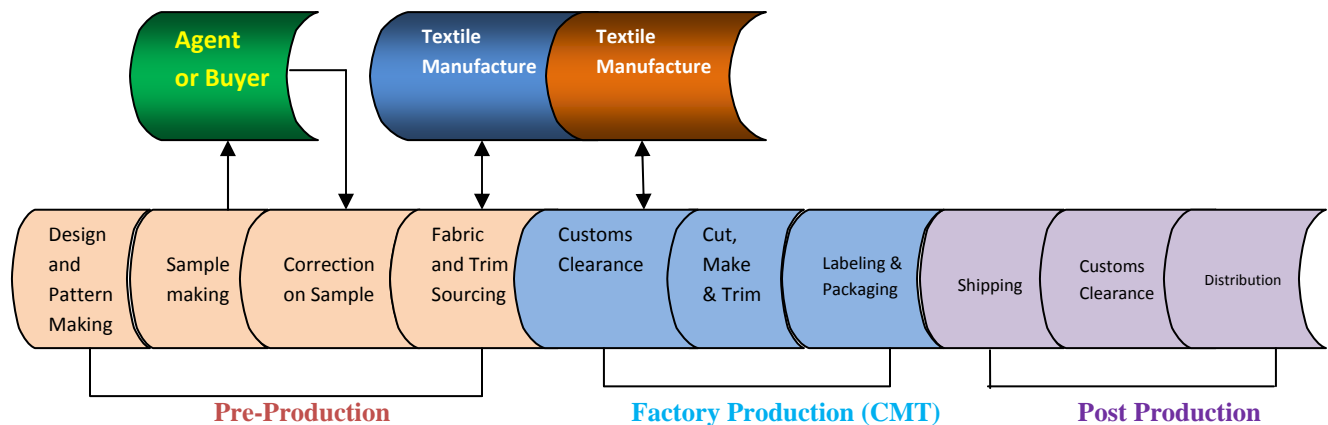 Agent
or Buyer
Textile
Manufacture
Textile
Manufacture
Design
and
Pattern
Making
Sample
making
Correction
on Sample
Fabric
and Trim
Sourcing
Customs
Clearance
Cut,
Make
& Trim
Labeling &
Packaging
Shipping
Customs
Clearance
Distribution
Pre-Production
Factory Production (CMT)
Post Production